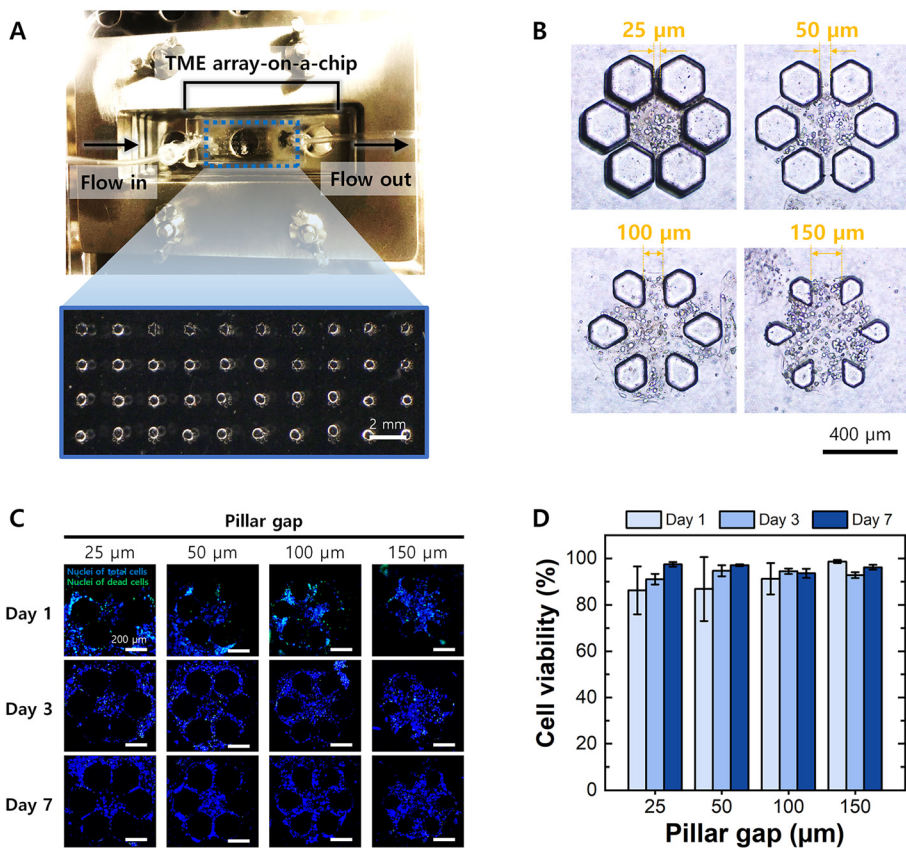 A
TME array-on-a-chip
Flow in
Flow out
2 mm
B
25 µm
50 µm
100 µm
150 µm
400 µm
C
Pillar gap
25 µm
50 µm
100 µm
150 µm
Nuclei of total cells
Nuclei of dead cells
Day 1
200 µm
Day 3
Day 7
D
Day 1
Day 3
Day 7
Cell viability (%)
100
80
60
40
20
0
25
50
100
150
Pillar gap (µm)